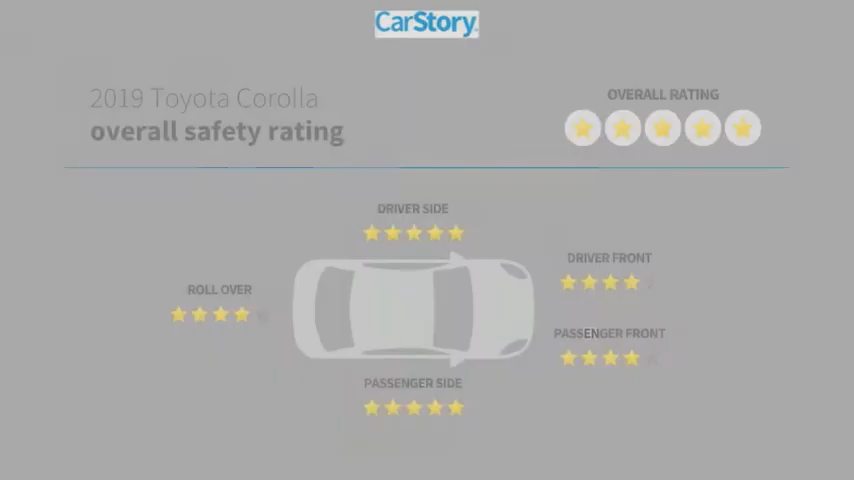 CarStory
2019 Toyota Corolla
overall safety rating
OVERALL RATING
DRIVER SIDE
DRIVER FRONT
ROLL OVER
PASSENGER FRONT
PASSENGER SIDE